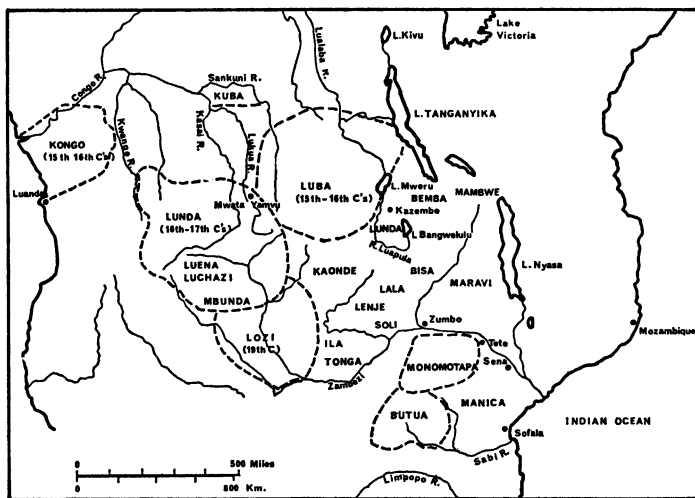 Lake
Victoria
L.Kivu
Lualaba R.
Sankuni R.
KUBA
Congo R.
Kwango R.
Kasai R.
Lulua R.
L. TANGANYIKA
KONGO
(15th 16th C's)
Luanda
LUBA
(15th-16th C's)
L. Mweru
BEMBA
MAMBWE
Mwata Yamvu
Kazembe
LUNDA
(16th-17th C's)
LUNDA
L Bangweulu
R. Luapula
L. Nyasa
LUENA
LUCHAZI
KAONDE
BISA
LALA
MARAVI
MBUNDA
LENJE
SOLI
Zumbo
LOZI
(19th C)
ILA
TONGA
Zambezi
Mozambique
Tete
Sena
MONOMOTAPA
MANICA
BUTUA
INDIAN OCEAN
Sofala
Sabi R.
Limpopo R.
0 500 Miles
0 800 Km.